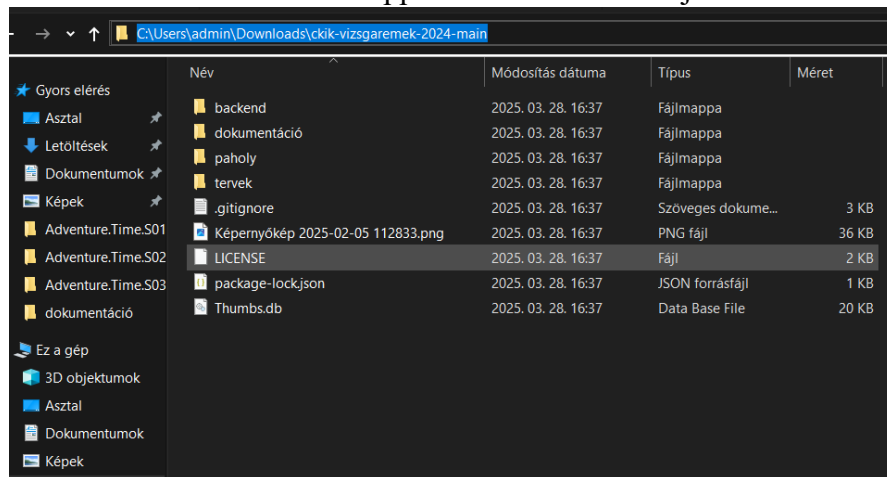 C:\Users\admin\Downloads\ckik-vizsgaremek-2024-main
Gyors elérés
Asztal
Letöltések
Dokumentumok
Képek
Adventure.Time.S01
Adventure.Time.S02
Adventure.Time.S03
dokumentáció
Ez a gép
3D objektumok
Asztal
Dokumentumok
Képek
Név Módosítás dátuma Típus Méret
backend 2025. 03. 28. 16:37 Fájlmappa
dokumentáció 2025. 03. 28. 16:37 Fájlmappa
paholy 2025. 03. 28. 16:37 Fájlmappa
tervek 2025. 03. 28. 16:37 Fájlmappa
.gitignore 2025. 03. 28. 16:37 Szöveges dokume... 3 KB
Képernyőkép 2025-02-05 112833.png 2025. 03. 28. 16:37 PNG fájl 36 KB
LICENSE 2025. 03. 28. 16:37 Fájl 2 KB
package-lock.json 2025. 03. 28. 16:37 JSON forrásfájl 1 KB
Thumbs.db 2025. 03. 28. 16:37 Data Base File 20 KB